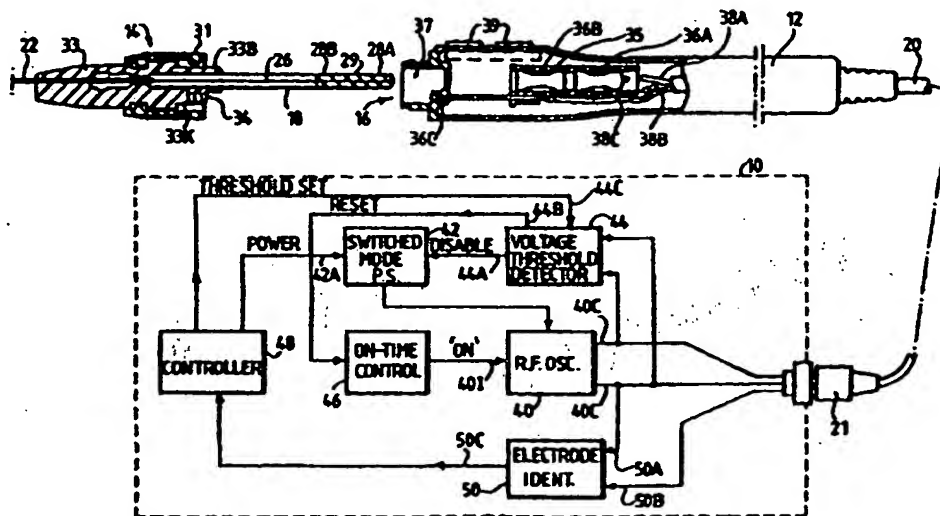 14 31 37 39 36B 35 36A 38A 12 20
22 33 33B 26 28B 29 28A
34 18 16 36C 38C 38B
33K
10
THRESHOLD SET
44C
RESET 44B
42 44
POWER SWITCHED MODE P.S. DISABLE VOLTAGE THRESHOLD DETECTOR
42A 44A
40C
48
CONTROLLER ON-TIME CONTROL 'ON' R.F. OSC.
46 40I 40 40C
21
50C ELECTRODE IDENT. 50A
50 50B